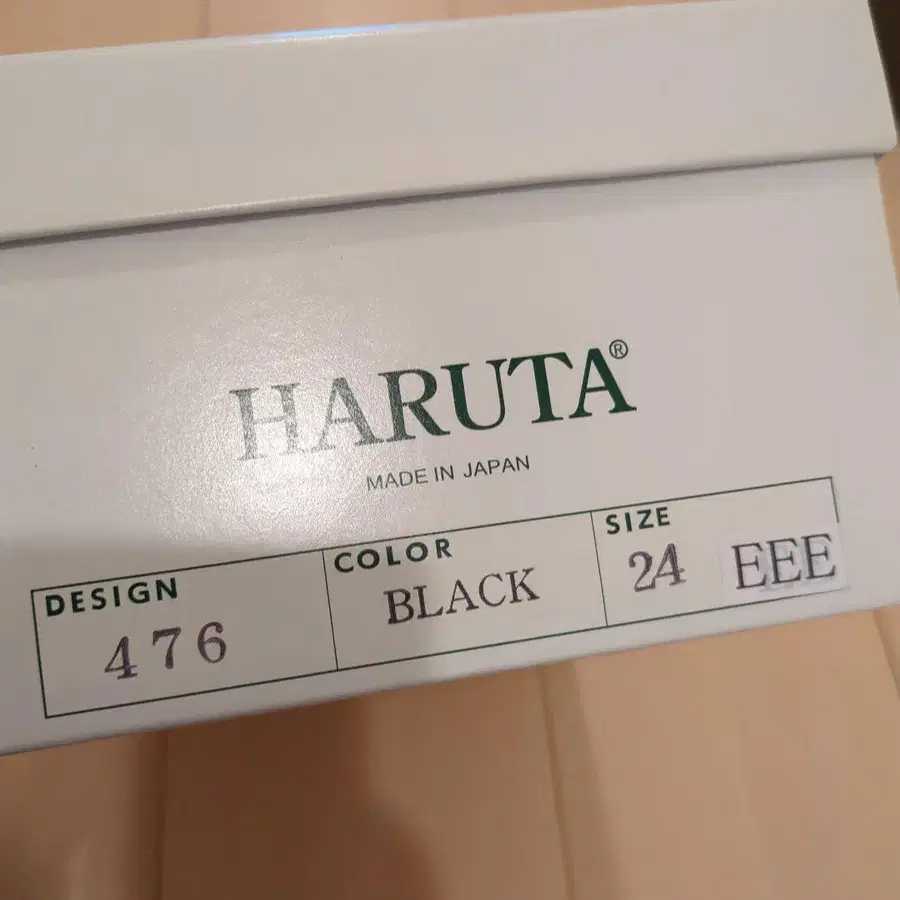 HARUTA®
MADE IN JAPAN
DESIGN COLOR SIZE
476 BLACK 24 EEE